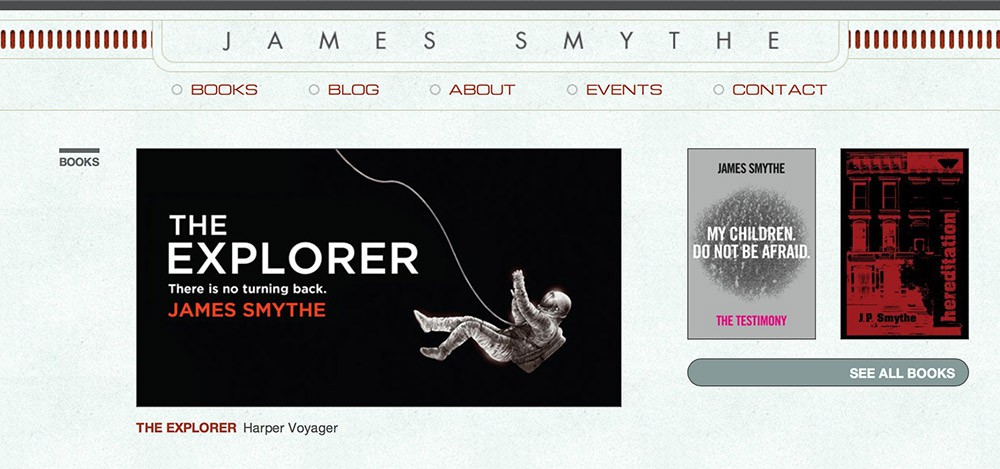 JAMES SMYTHE
BOOKS
BLOG
ABOUT
EVENTS
CONTACT
BOOKS
THE
EXPLORER
There is no turning back.
JAMES SMYTHE
JAMES SMYTHE
MY CHILDREN.
DO NOT BE AFRAID.
THE TESTIMONY
hereditation
J.P. Smythe
SEE ALL BOOKS
THE EXPLORER Harper Voyager